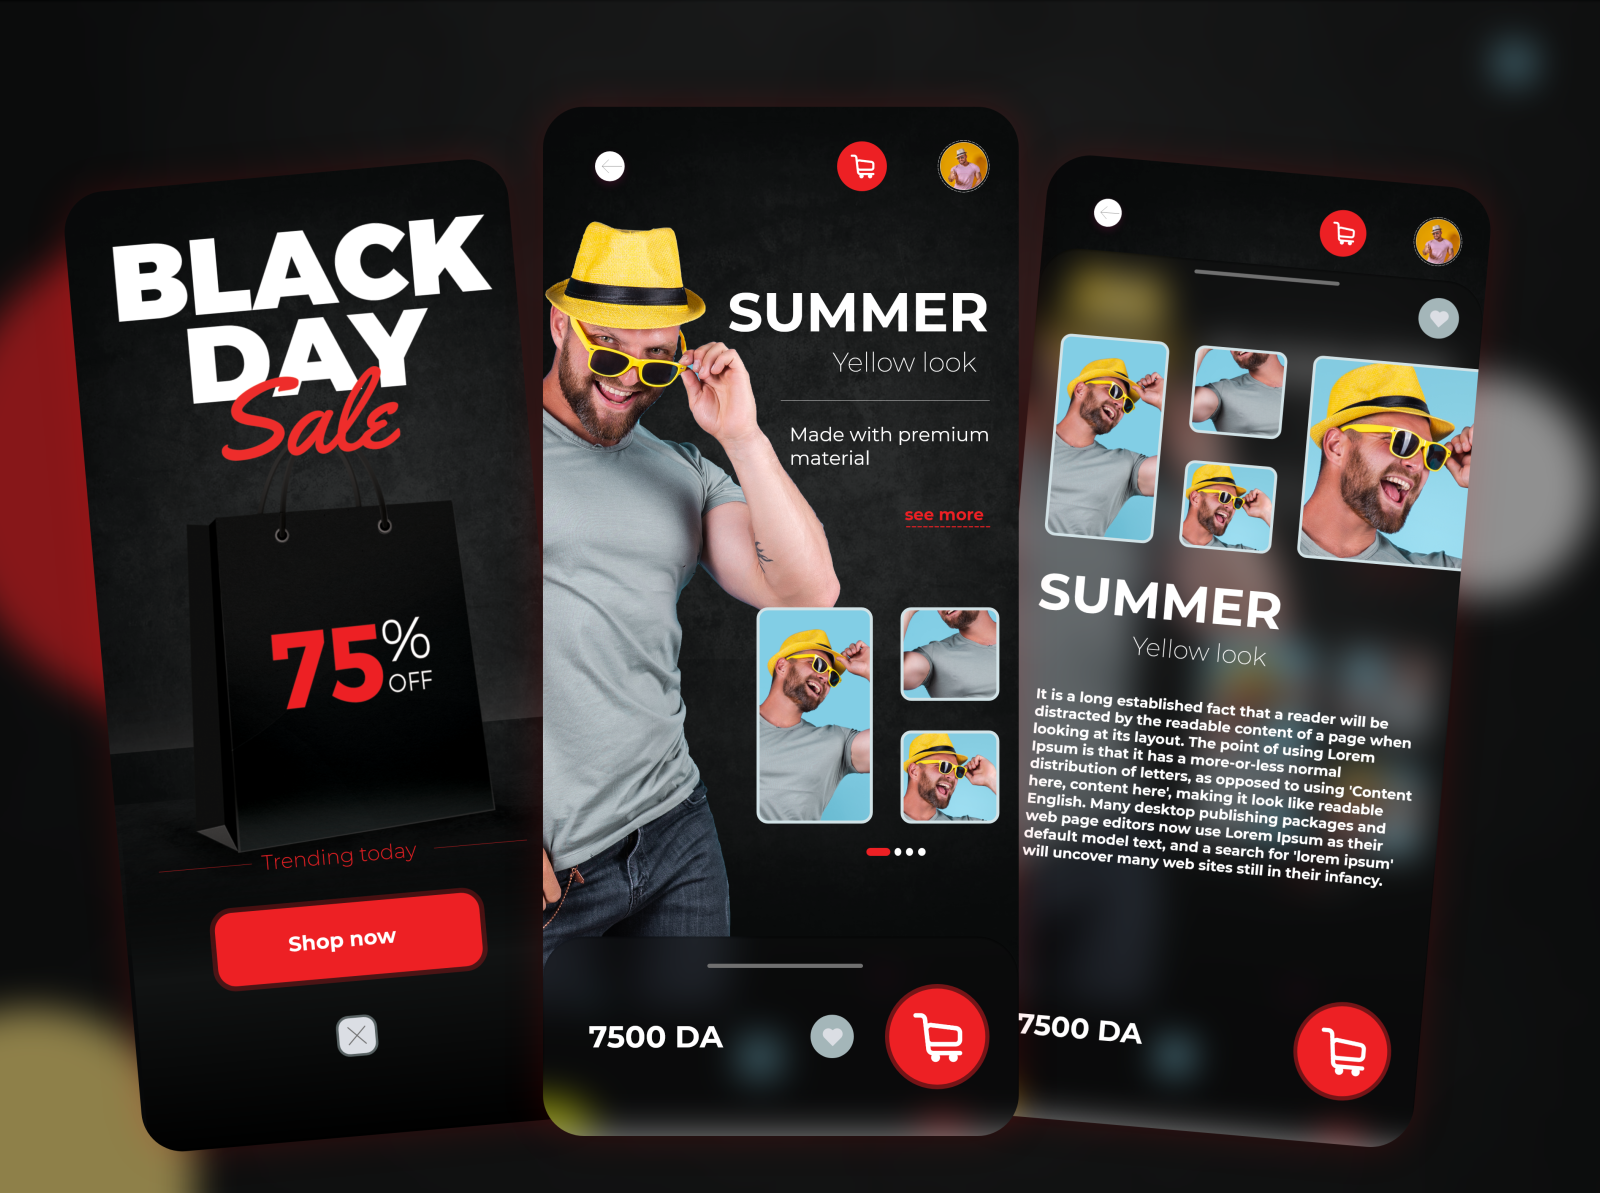 BLACK
DAY
Sale
75%
OFF
Trending today
Shop now
SUMMER
Yellow look
Made with premium
material
see more
7500 DA
SUMMER
Yellow look
It is a long established fact that a reader will be
distracted by the readable content of a page when
looking at its layout. The point of using Lorem
Ipsum is that it has a more-or-less normal
distribution of letters, as opposed to using 'Content
here, content here', making it look like readable
English. Many desktop publishing packages and
web page editors now use Lorem Ipsum as their
default model text, and a search for 'lorem ipsum'
will uncover many web sites still in their infancy.
7500 DA